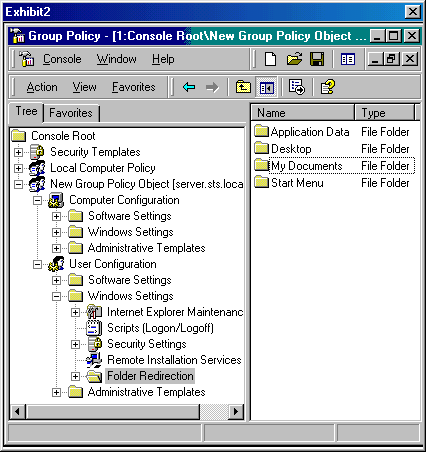 Exhibit2
Group Policy - [1:Console Root\New Group Policy Object ...
Console Window Help
Action View Favorites
Tree Favorites
Console Root
Security Templates
Local Computer Policy
New Group Policy Object [server.sts.loca
Computer Configuration
Software Settings
Windows Settings
Administrative Templates
User Configuration
Software Settings
Windows Settings
Internet Explorer Maintenanc
Scripts (Logon/Logoff)
Security Settings
Remote Installation Services
Folder Redirection
Administrative Templates
Name Type
Application Data File Folder
Desktop File Folder
My Documents File Folder
Start Menu File Folder